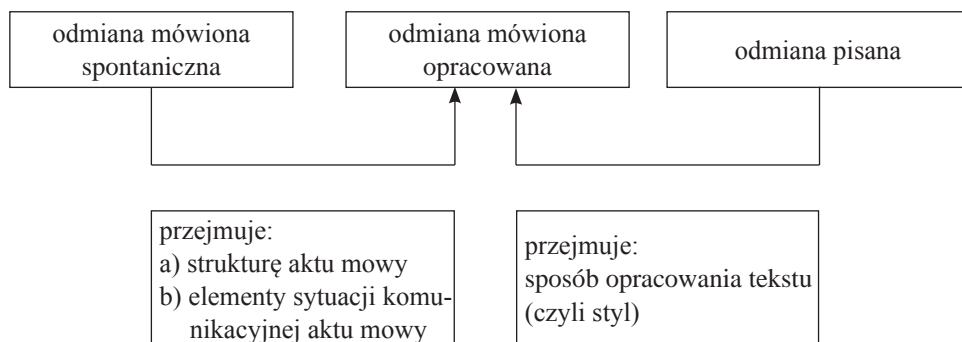 odmiana mówiona
spontaniczna
odmiana mówiona
opracowana
odmiana pisana
przejmuje:
a) strukturę aktu mowy
b) elementy sytuacji komu-
nikacyjnej aktu mowy
przejmuje:
sposób opracowania tekstu
(czyli styl)